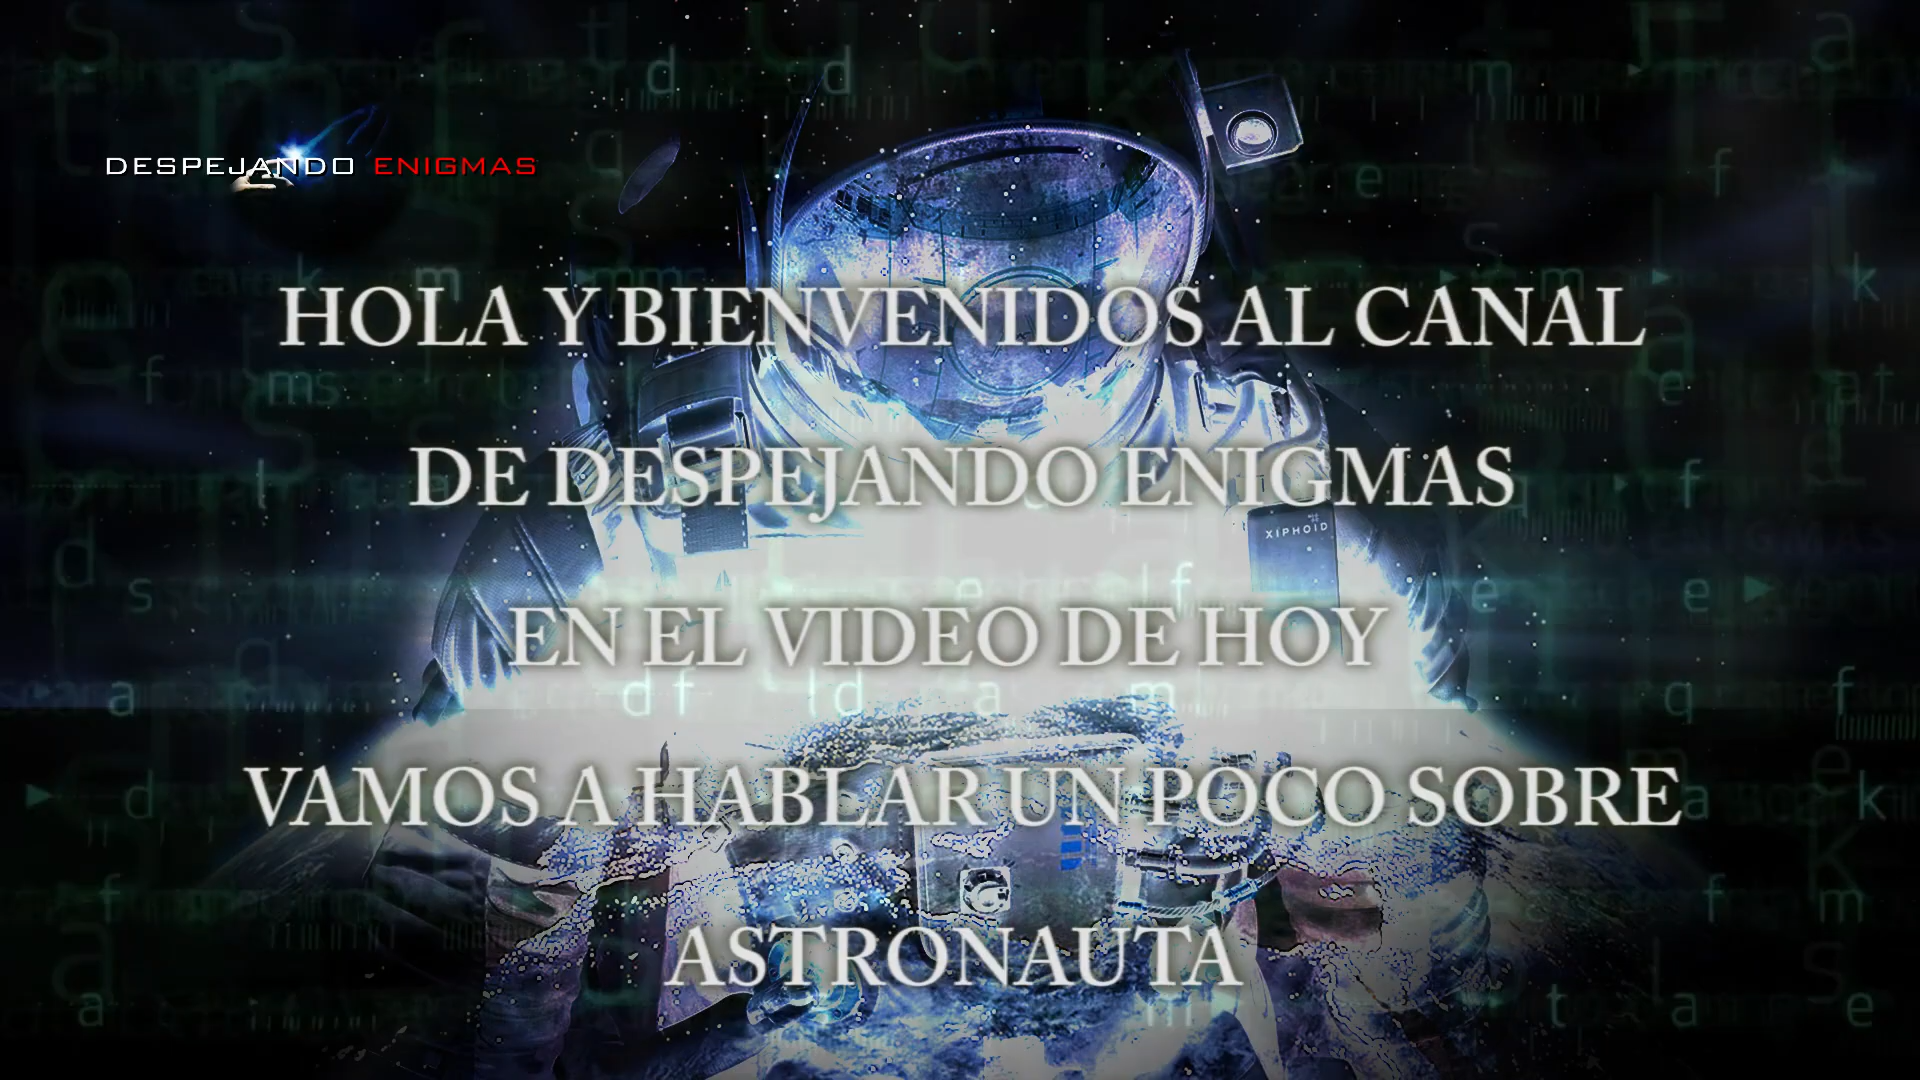 DESPEJANDO ENIGMAS
HOLA Y BIENVENIDOS AL CANAL
DE DESPEJANDO ENIGMAS
XIPHOID
EN EL VIDEO DE HOY
VAMOS A HABLAR UN POCO SOBRE
ASTRONAUTA